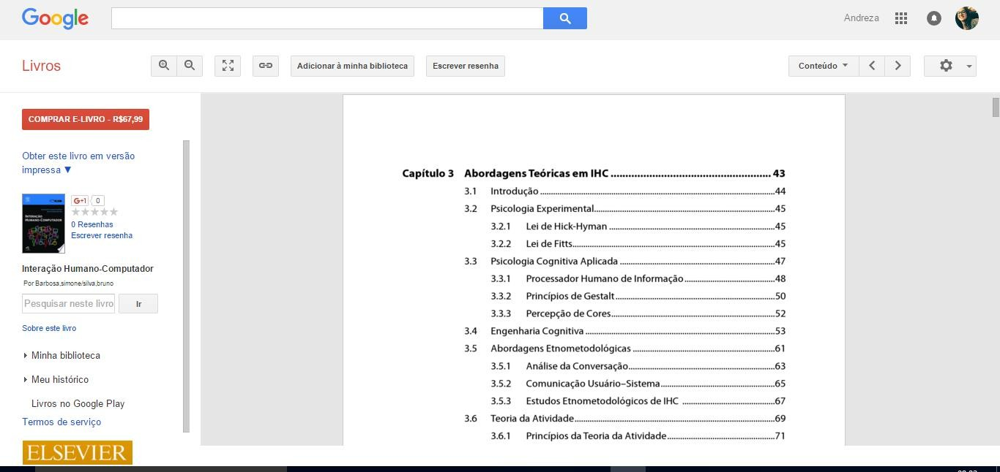 Google
Andreza
Livros
Adicionar à minha biblioteca
Escrever resenha
Conteúdo
COMPRAR E-LIVRO - R$67,99
Obter este livro em versão
impressa ▼
INTERAÇÃO
HUMANO-COMPUTADOR
G+1 0
0 Resenhas
Escrever resenha
Interação Humano-Computador
Por Barbosa,simone/silva,bruno
Pesquisar neste livro
Ir
Sobre este livro
Minha biblioteca
Meu histórico
Livros no Google Play
Termos de serviço
ELSEVIER
Capítulo 3 Abordagens Teóricas em IHC ..................................................... 43
3.1 Introdução ..................................................... 44
3.2 Psicologia Experimental..................................................... 45
3.2.1 Lei de Hick-Hyman ..................................................... 45
3.2.2 Lei de Fitts..................................................... 45
3.3 Psicologia Cognitiva Aplicada ..................................................... 47
3.3.1 Processador Humano de Informação..................................................... 48
3.3.2 Princípios de Gestalt..................................................... 50
3.3.3 Percepção de Cores..................................................... 52
3.4 Engenharia Cognitiva ..................................................... 53
3.5 Abordagens Etnometodológicas ..................................................... 61
3.5.1 Análise da Conversação..................................................... 63
3.5.2 Comunicação Usuário–Sistema..................................................... 65
3.5.3 Estudos Etnometodológicos de IHC ..................................................... 67
3.6 Teoria da Atividade..................................................... 69
3.6.1 Princípios da Teoria da Atividade..................................................... 71